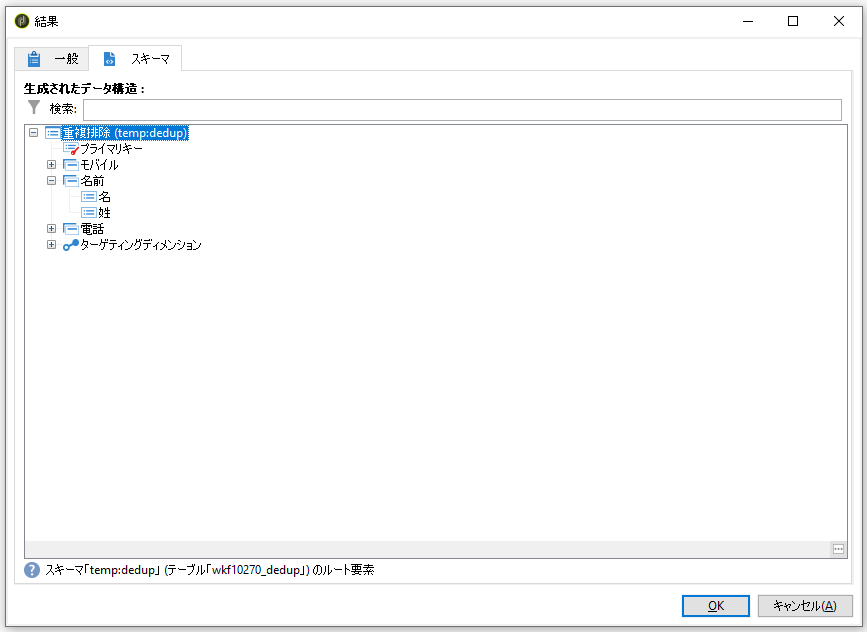 結果
一般
スキーマ
生成されたデータ構造：
検索:
重複排除 (temp:dedup)
プライマリキー
モバイル
名前
名
姓
電話
ターゲティングディメンション
スキーマ「temp:dedup」 (テーブル「wkf10270_dedup」) のルート要素
OK
キャンセル(A)